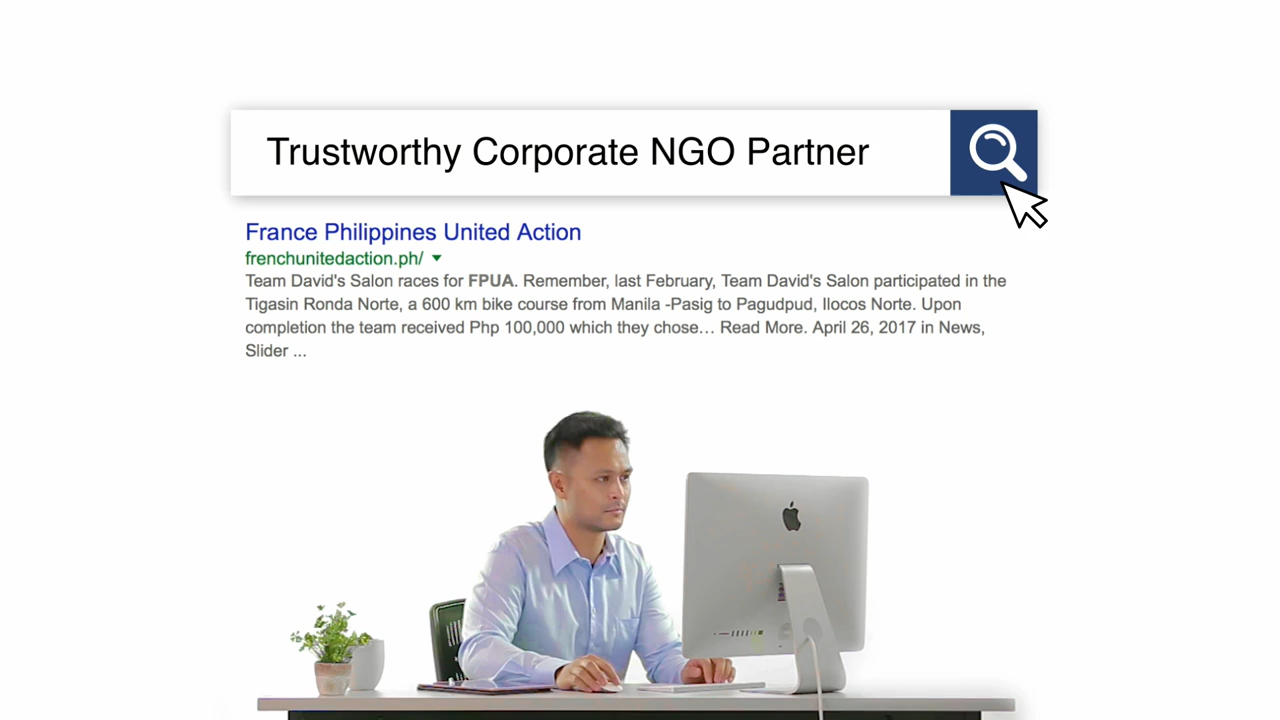 Trustworthy Corporate NGO Partner
France Philippines United Action
frenchunitedaction.ph/
Team David's Salon races for FPUA. Remember, last February, Team David's Salon participated in the
Tigasin Ronda Norte, a 600 km bike course from Manila -Pasig to Pagudpud, Ilocos Norte. Upon
completion the team received Php 100,000 which they chose… Read More. April 26, 2017 in News,
Slider ...